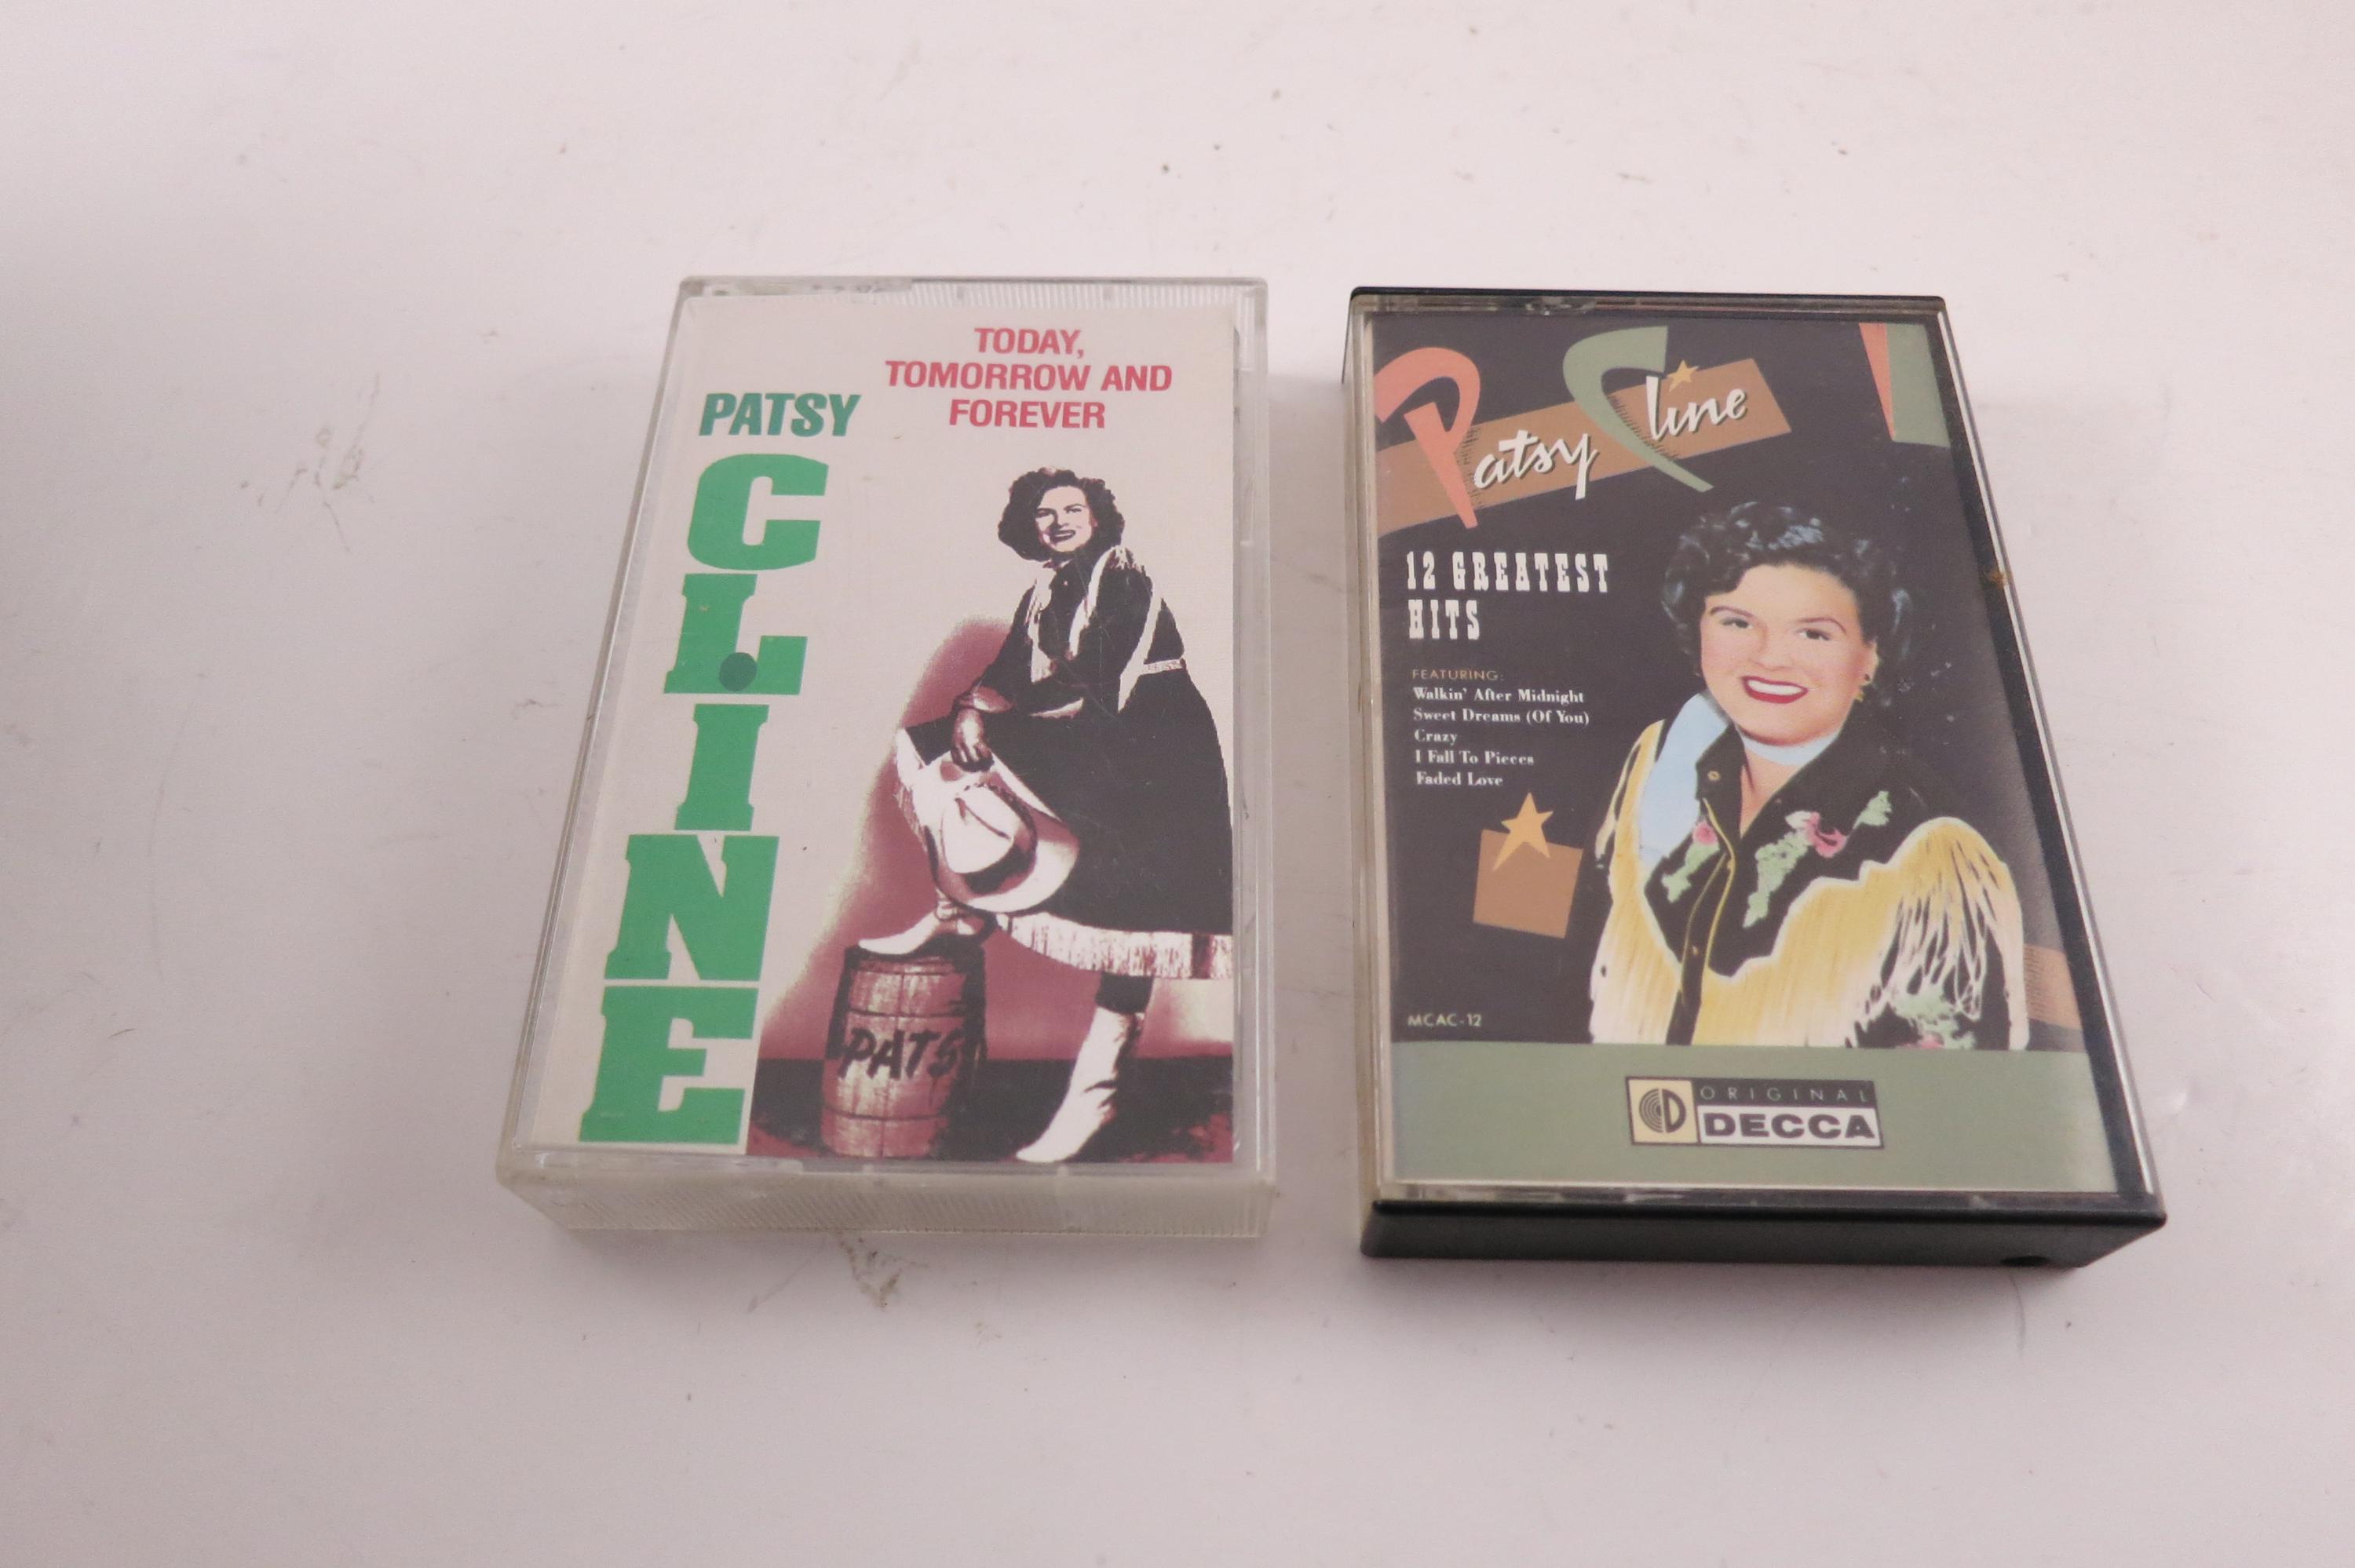 TODAY,
TOMORROW AND
FOREVER
PATSY
CLINE
PATS
Patsy Cline
12 GREATEST
HITS
FEATURING:
Walkin' After Midnight
Sweet Dreams (Of You)
Crazy
I Fall To Pieces
Faded Love
MCAC-12
ORIGINAL
DECCA